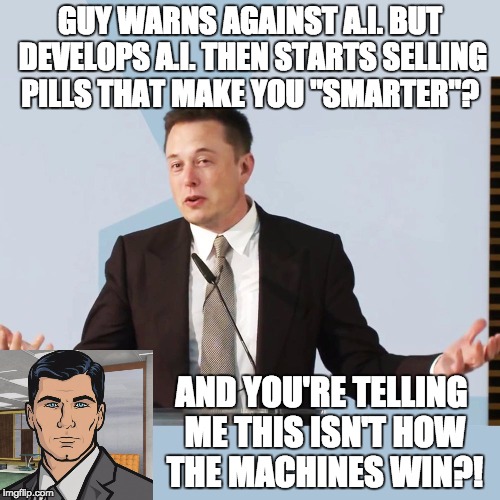 GUY WARNS AGAINST A.I. BUT
DEVELOPS A.I. THEN STARTS SELLING
PILLS THAT MAKE YOU "SMARTER"?
AND YOU'RE TELLING
ME THIS ISN'T HOW
THE MACHINES WIN?!
imgflip.com